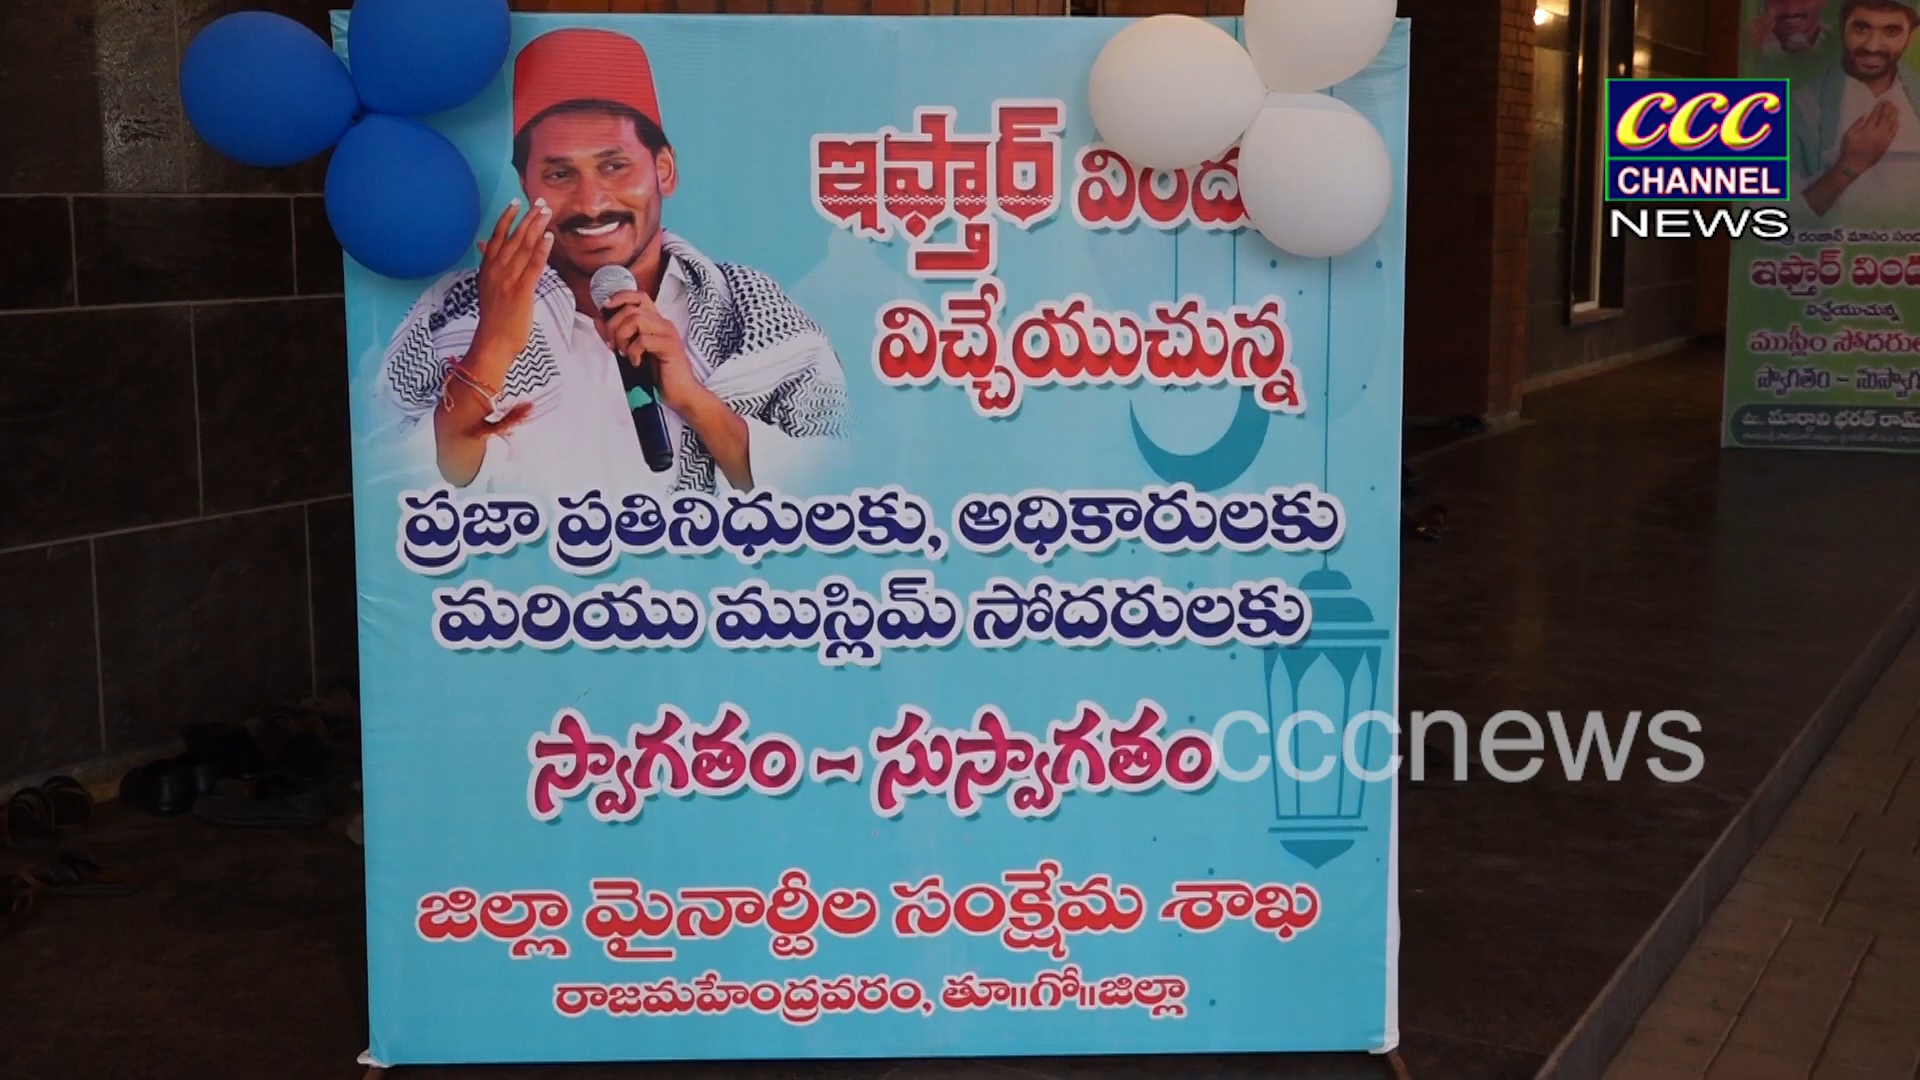 ఇఫ్తార్ విందు
విచ్చేయుచున్న
ప్రజా ప్రతినిధులకు, అధికారులకు
మరియు ముస్లిమ్ సోదరులకు
స్వాగతం - సుస్వాగతం
జిల్లా మైనార్టీల సంక్షేమ శాఖ
రాజమహేంద్రవరం, తూ॥గో॥జిల్లా
CCC
CHANNEL
NEWS
cccnews
రంజాన్ మాసం
ఇఫ్తార్ విందు
విచ్చేయుచున్న
ముస్లిం
స్వాగతం -
భరత్ రామ్